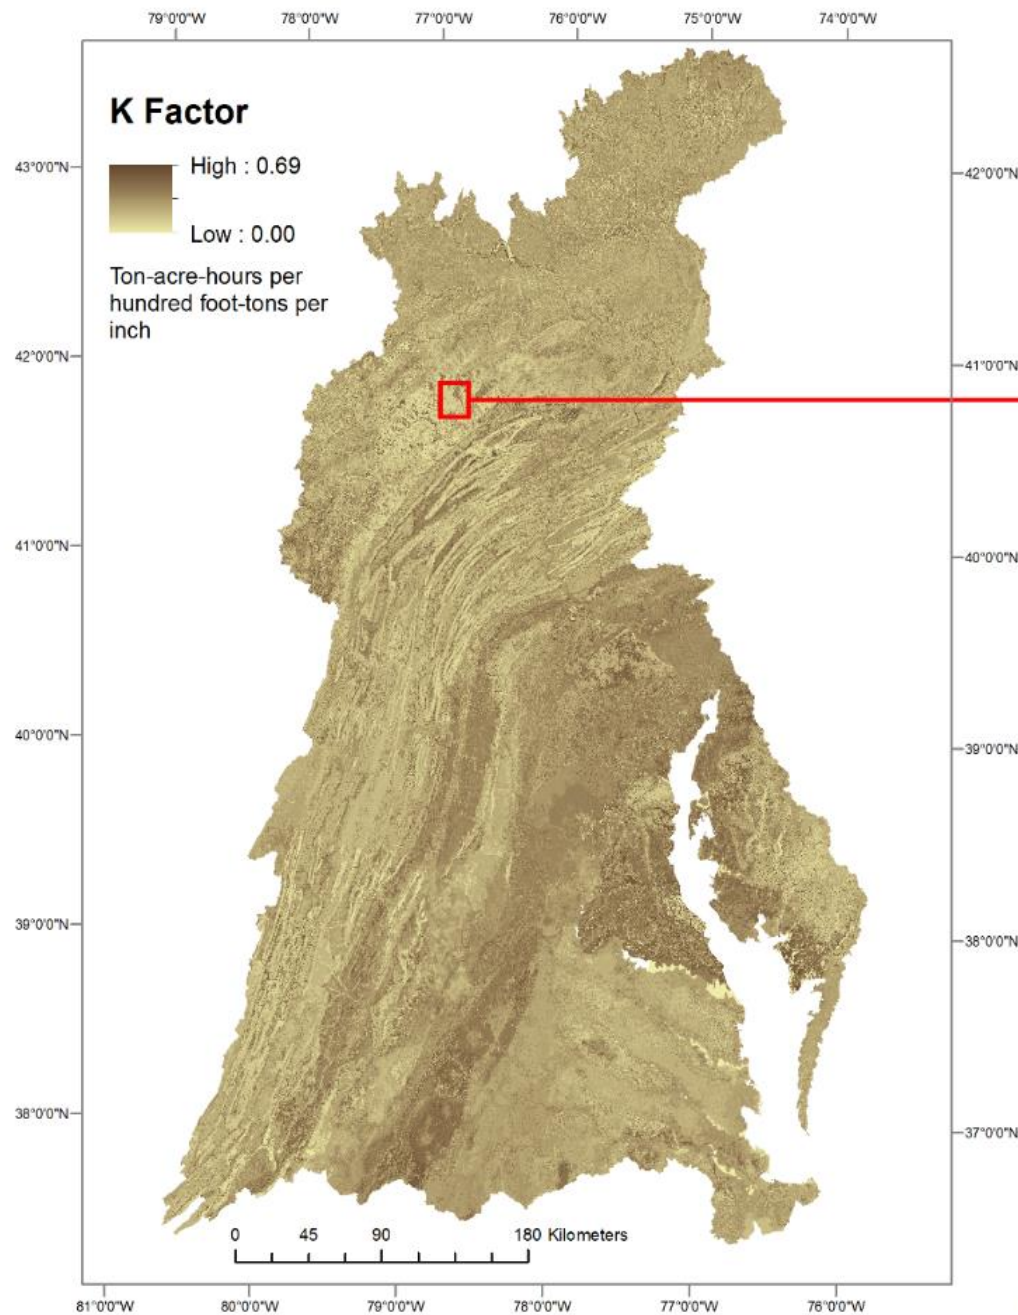 79°0'0"W 78°0'0"W 77°0'0"W 76°0'0"W 75°0'0"W 74°0'0"W
K Factor
High : 0.69
Low : 0.00
Ton-acre-hours per
hundred foot-tons per
inch
43°0'0"N
42°0'0"N
42°0'0"N
41°0'0"N
41°0'0"N
40°0'0"N
40°0'0"N
39°0'0"N
39°0'0"N
38°0'0"N
38°0'0"N
37°0'0"N
0 45 90 180 Kilometers
81°0'0"W 80°0'0"W 79°0'0"W 78°0'0"W 77°0'0"W 76°0'0"W